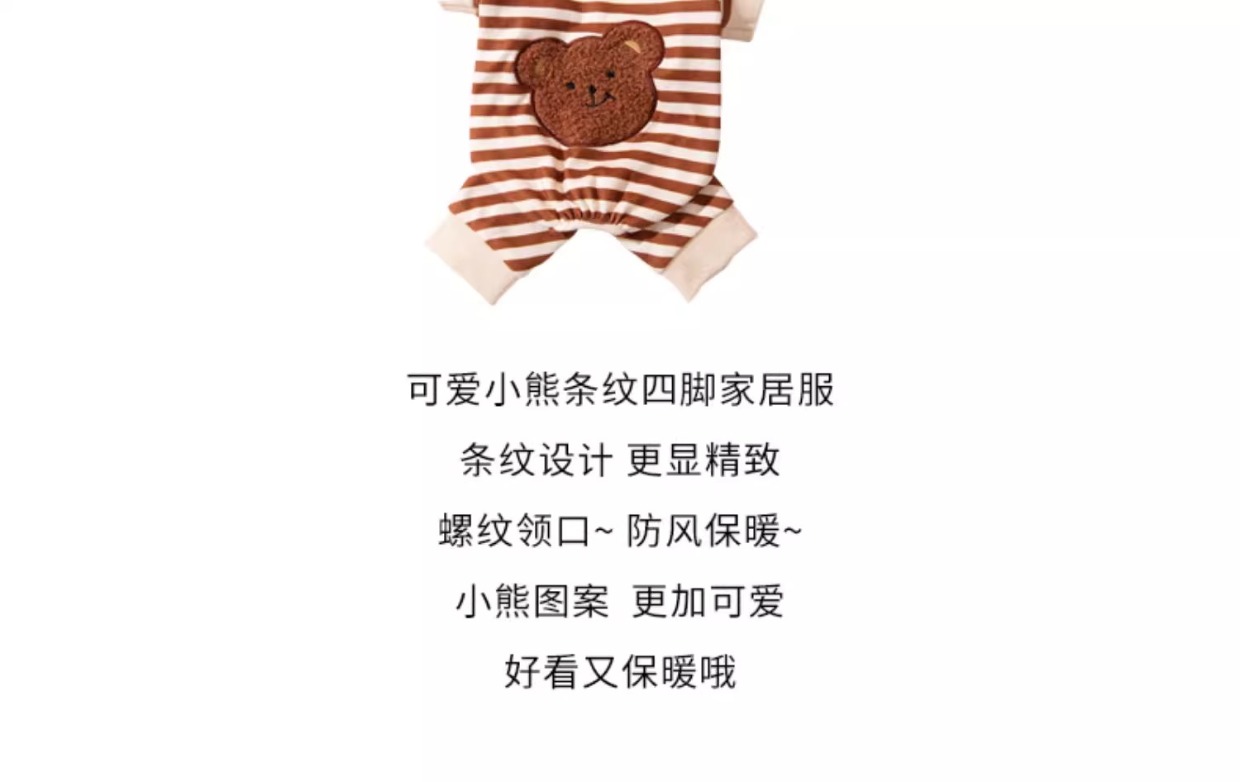 可爱小熊条纹四脚家居服
条纹设计 更显精致
螺纹领口~ 防风保暖~
小熊图案 更加可爱
好看又保暖哦